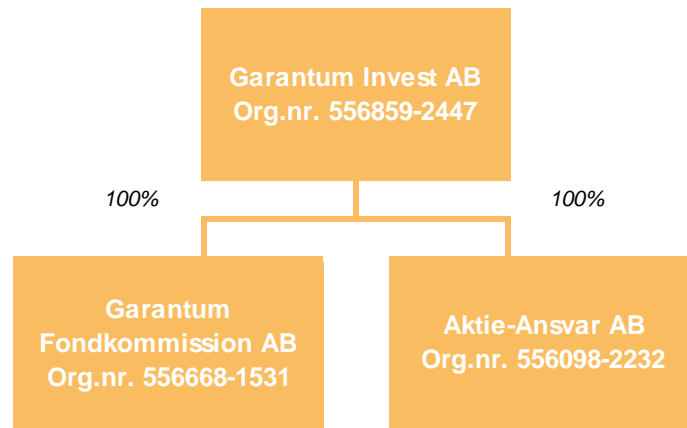 Garantum Invest AB
Org.nr. 556859-2447
100%
100%
Garantum
Fondkommission AB
Org.nr. 556668-1531
Aktie-Ansvar AB
Org.nr. 556098-2232